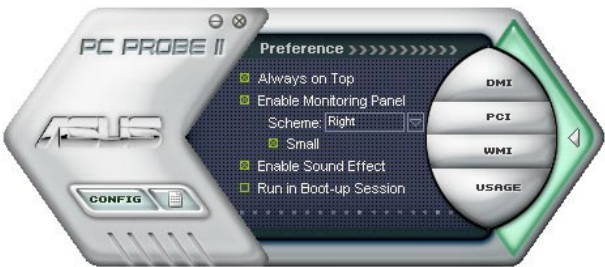 PC PROBE II
ASUS
CONFIG
Preference >>>>>>>>>>>
Always on Top
Enable Monitoring Panel
Scheme: Right
Small
Enable Sound Effect
Run in Boot-up Session
DMI
PCI
WMI
USAGE